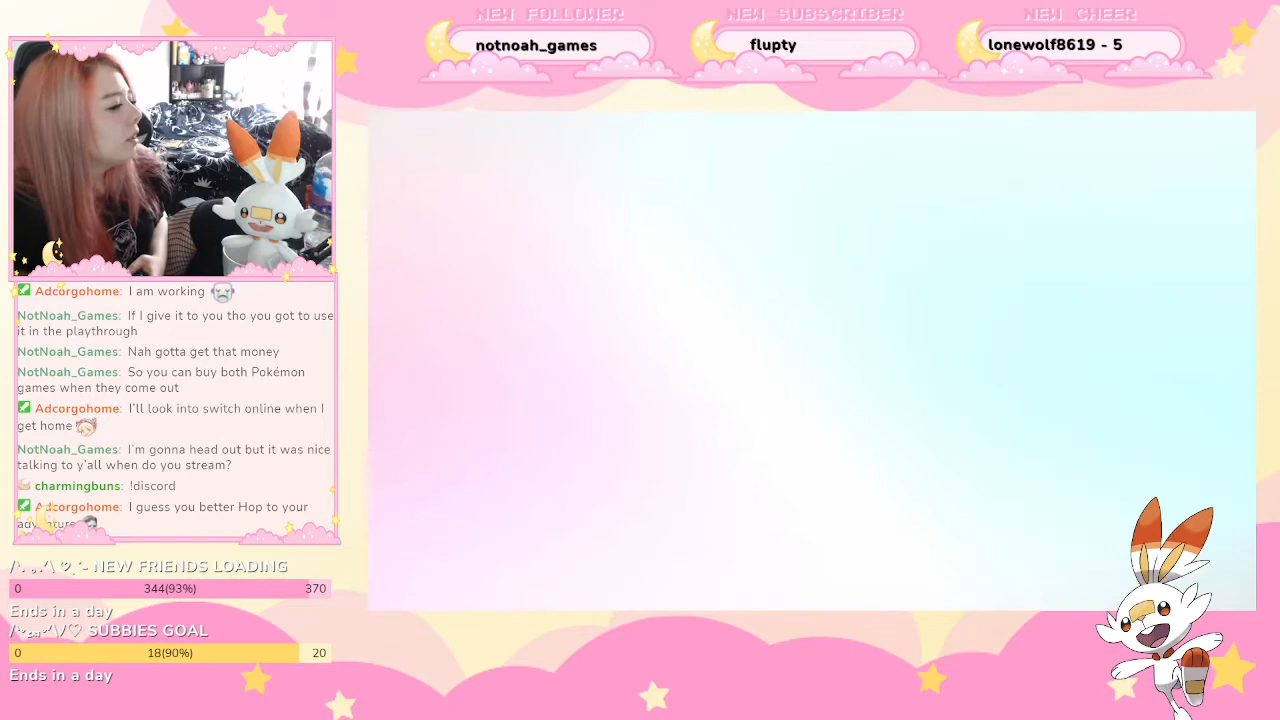 NEW FOLLOWER
NEW SUBSCRIBER
NEW CHEER
notnoah_games
flupty
lonewolf8619 - 5
Adcorgohome: I am working
NotNoah_Games: If I give it to you tho you got to use
it in the playthrough
NotNoah_Games: Nah gotta get that money
NotNoah_Games: So you can buy both Pokémon
games when they come out
Adcorgohome: I'll look into switch online when I
get home
NotNoah_Games: I'm gonna head out but it was nice
talking to y'all when do you stream?
charmingbuns: !discord
Adcorgohome: I guess you better Hop to your
adventure
NEW FRIENDS LOADING
0 344(93%) 370
Ends in a day
SUBBIES GOAL
0 18(90%) 20
Ends in a day